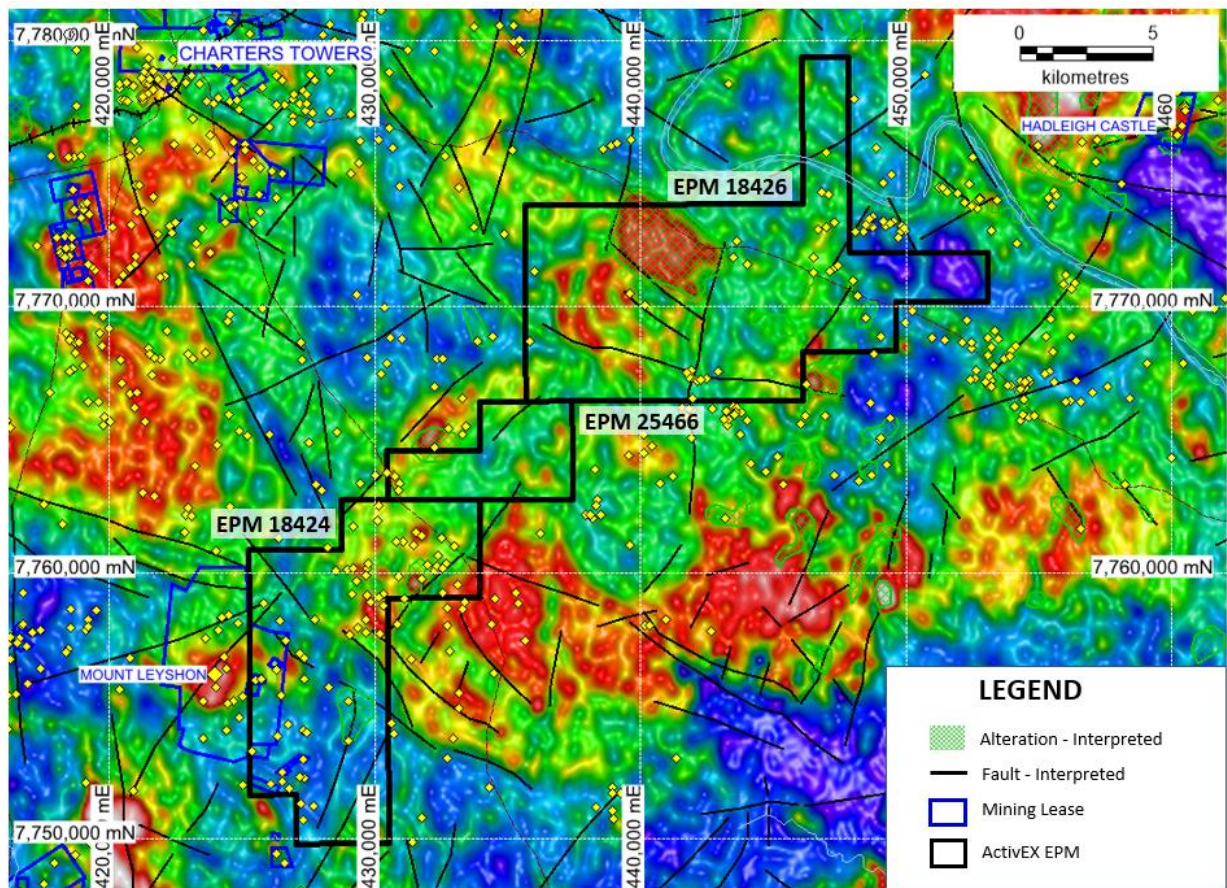 7,780,000 mN
CHARTERS TOWERS
420,000 mE
430,000 mE
440,000 mE
450,000 mE
460
0 5
kilometres
HADLEIGH CASTLE
EPM 18426
7,770,000 mN
7,770,000 mN
EPM 25466
EPM 18424
7,760,000 mN
7,760,000 mN
MOUNT LEYSHON
LEGEND
Alteration - Interpreted
Fault - Interpreted
Mining Lease
ActivEX EPM
7,750,000 mN
420,000 mE
430,000 mE
440,000 mE